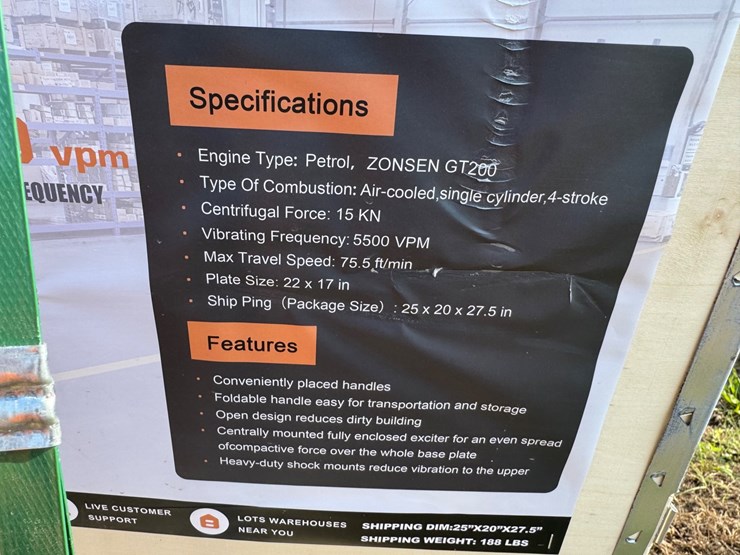 vpm
EQUENCY
Specifications
• Engine Type: Petrol, ZONSEN GT200
• Type Of Combustion: Air-cooled,single cylinder,4-stroke
• Centrifugal Force: 15 KN
• Vibrating Frequency: 5500 VPM
• Max Travel Speed: 75.5 ft/min
• Plate Size: 22 x 17 in
• Ship Ping (Package Size) : 25 x 20 x 27.5 in
Features
• Conveniently placed handles
• Foldable handle easy for transportation and storage
• Open design reduces dirty building
• Centrally mounted fully enclosed exciter for an even spread
ofcompactive force over the whole base plate
• Heavy-duty shock mounts reduce vibration to the upper
LIVE CUSTOMER
SUPPORT
LOTS WAREHOUSES
NEAR YOU
SHIPPING DIM:25"X20"X27.5"
SHIPPING WEIGHT: 188 LBS